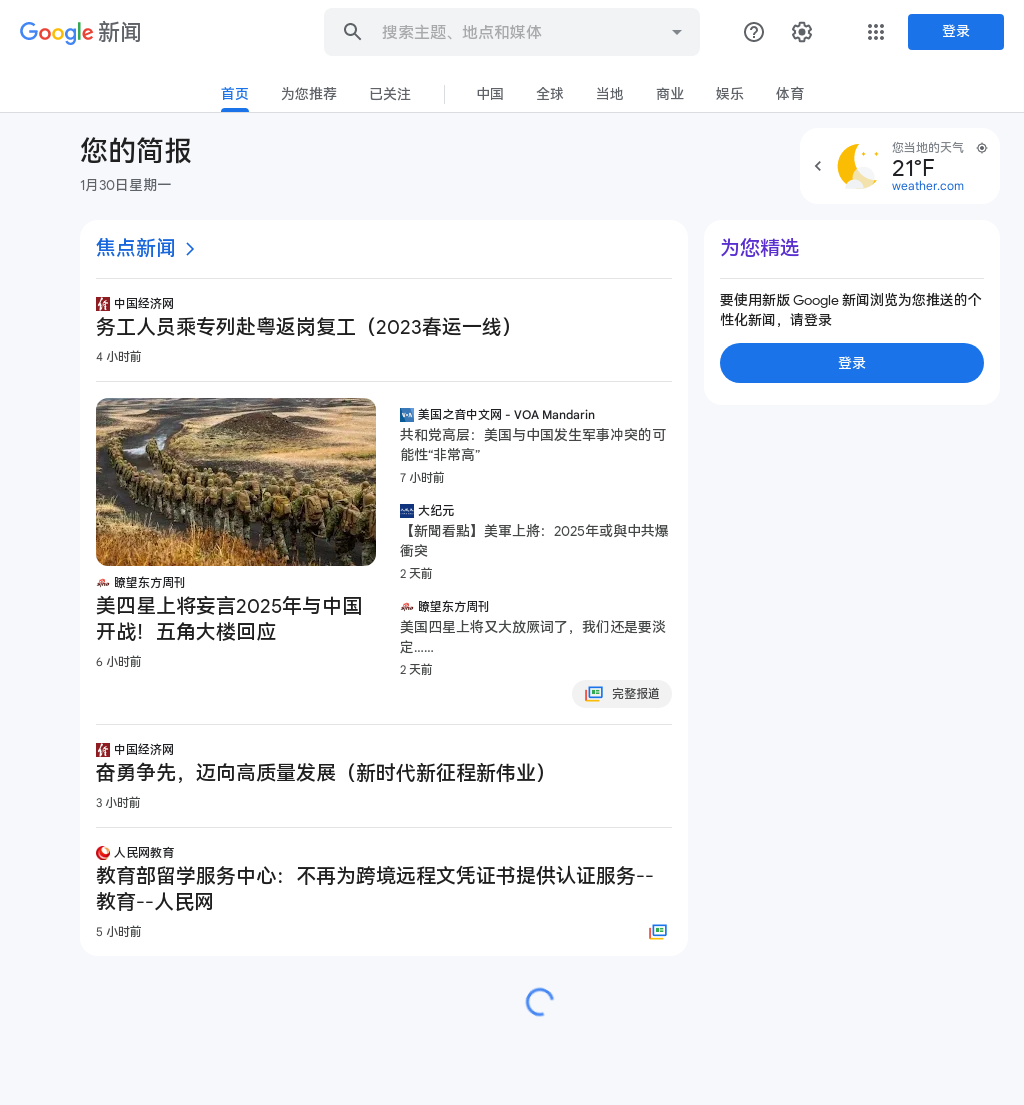 Google 新闻
搜索主题、地点和媒体
登录
首页 为您推荐 已关注 中国 全球 当地 商业 娱乐 体育
您的简报
1月30日星期一
您当地的天气
21°F
weather.com
焦点新闻
中国经济网
务工人员乘专列赴粤返岗复工（2023春运一线）
4 小时前
瞭望东方周刊
美四星上将妄言2025年与中国
开战！五角大楼回应
6 小时前
美国之音中文网 - VOA Mandarin
共和党高层：美国与中国发生军事冲突的可
能性“非常高”
7 小时前
大纪元
【新聞看點】美軍上將：2025年或與中共爆
衝突
2 天前
瞭望东方周刊
美国四星上将又大放厥词了，我们还是要淡
定……
2 天前
完整报道
中国经济网
奋勇争先，迈向高质量发展（新时代新征程新伟业）
3 小时前
人民网教育
教育部留学服务中心：不再为跨境远程文凭证书提供认证服务--
教育--人民网
5 小时前
为您精选
要使用新版 Google 新闻浏览为您推送的个
性化新闻，请登录
登录